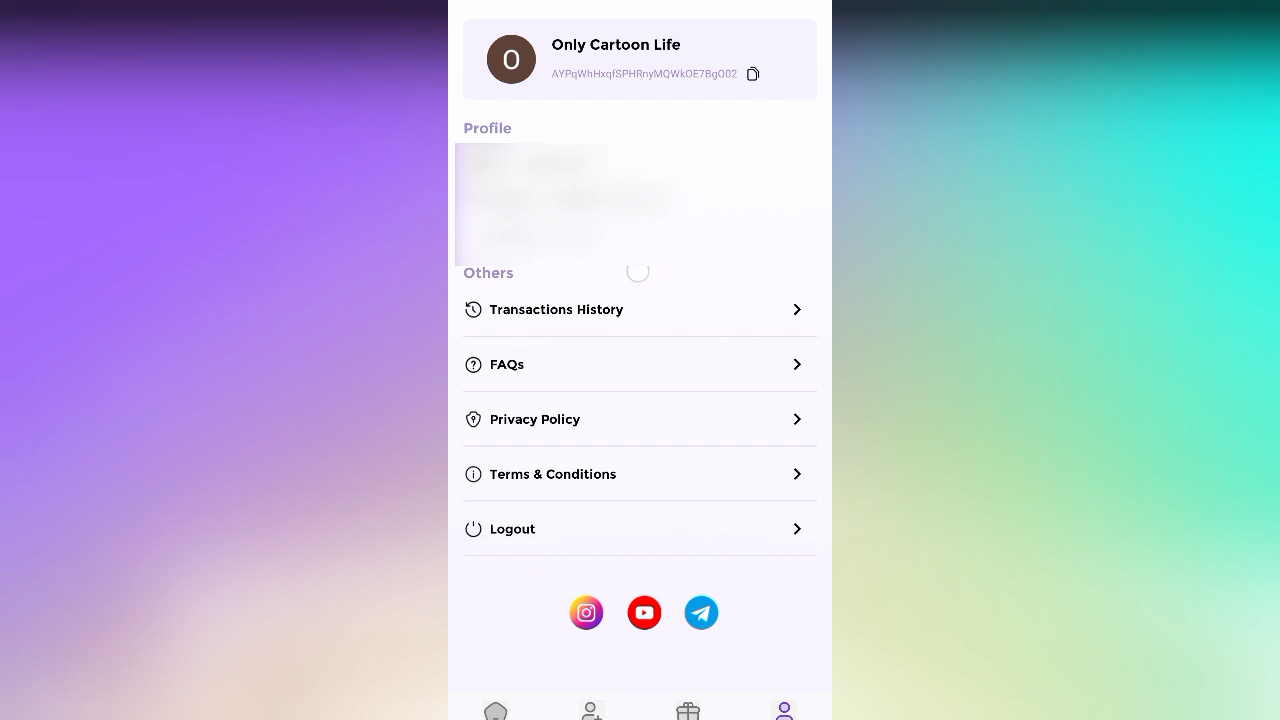 Only Cartoon Life
O
AYPqWhHxqfSPHRnyMQWkOE7BgO02
Profile
Others
Transactions History
FAQs
Privacy Policy
Terms & Conditions
Logout